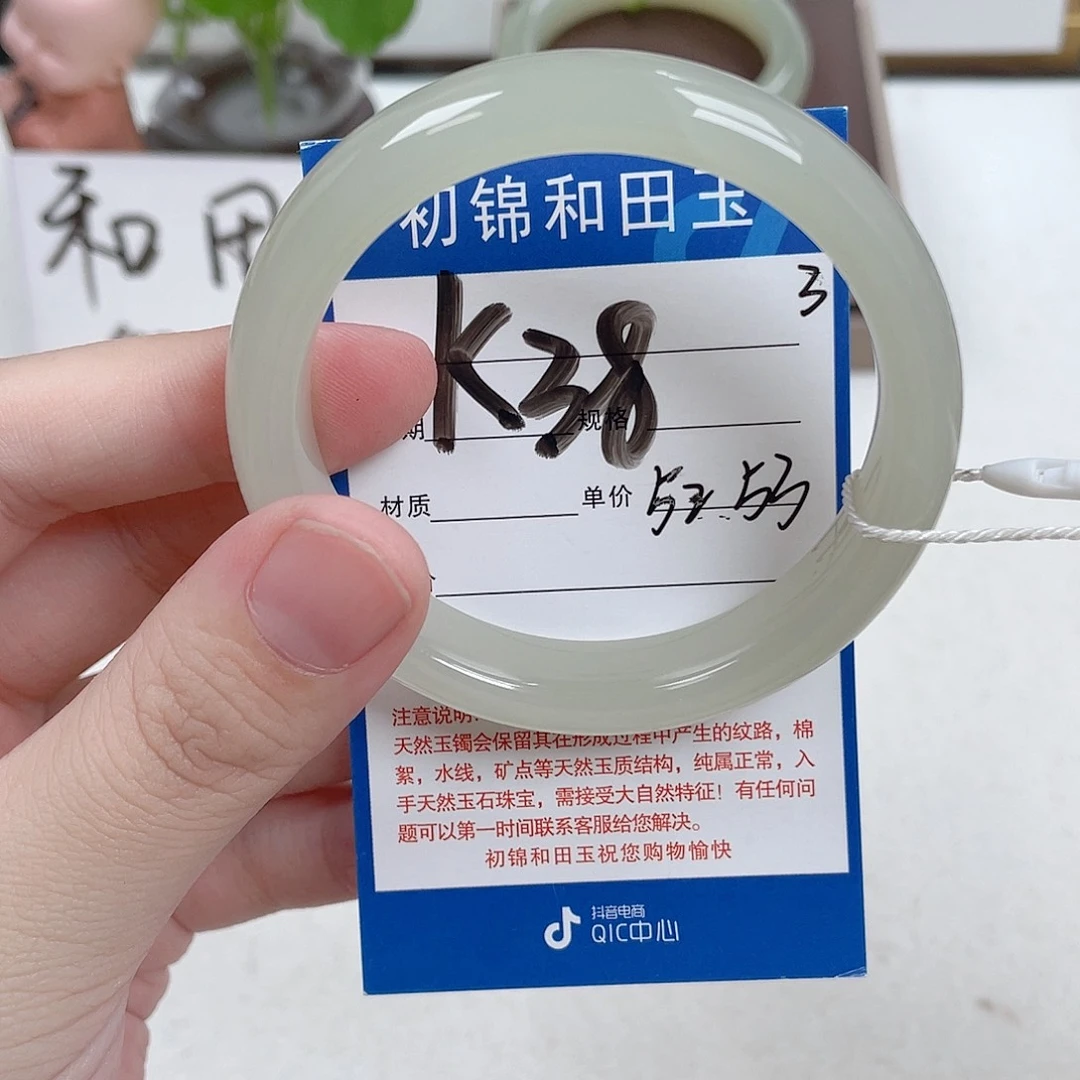 和田
初锦和田玉
3
K38
期 规格
材质 单价 52 53
注意说明:
天然玉镯会保留其在形成过程中产生的纹路，棉
絮，水线，矿点等天然玉质结构，纯属正常，入
手天然玉石珠宝，需接受大自然特征！有任何问
题可以第一时间联系客服给您解决。
初锦和田玉祝您购物愉快
抖音电商
QIC中心